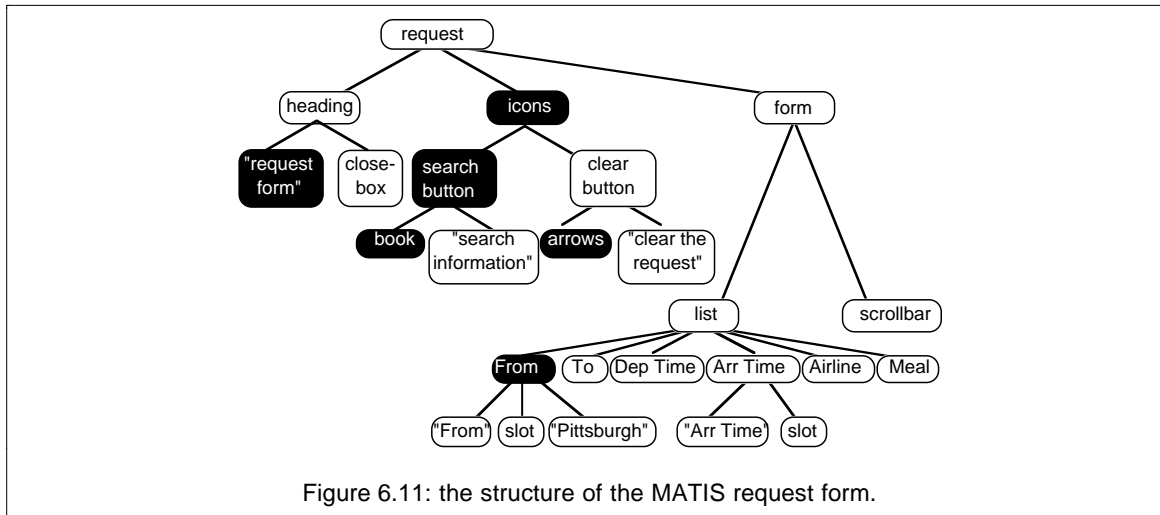 request
heading
icons
form
"request
form"
close-
box
search
button
clear
button
book
"search
information"
arrows
"clear the
request"
list
scrollbar
From
To
Dep Time
Arr Time
Airline
Meal
"From"
slot
"Pittsburgh"
"Arr Time"
slot
Figure 6.11: the structure of the MATIS request form.